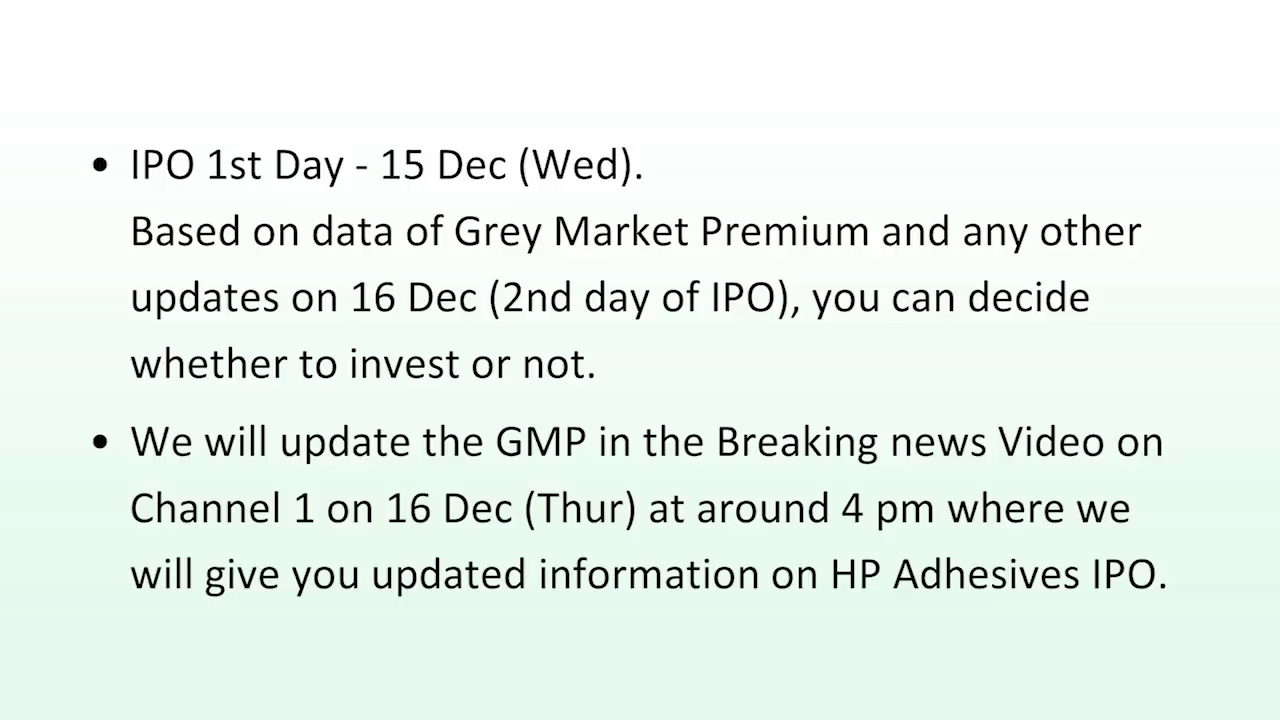 • IPO 1st Day - 15 Dec (Wed).
Based on data of Grey Market Premium and any other
updates on 16 Dec (2nd day of IPO), you can decide
whether to invest or not.
• We will update the GMP in the Breaking news Video on
Channel 1 on 16 Dec (Thur) at around 4 pm where we
will give you updated information on HP Adhesives IPO.